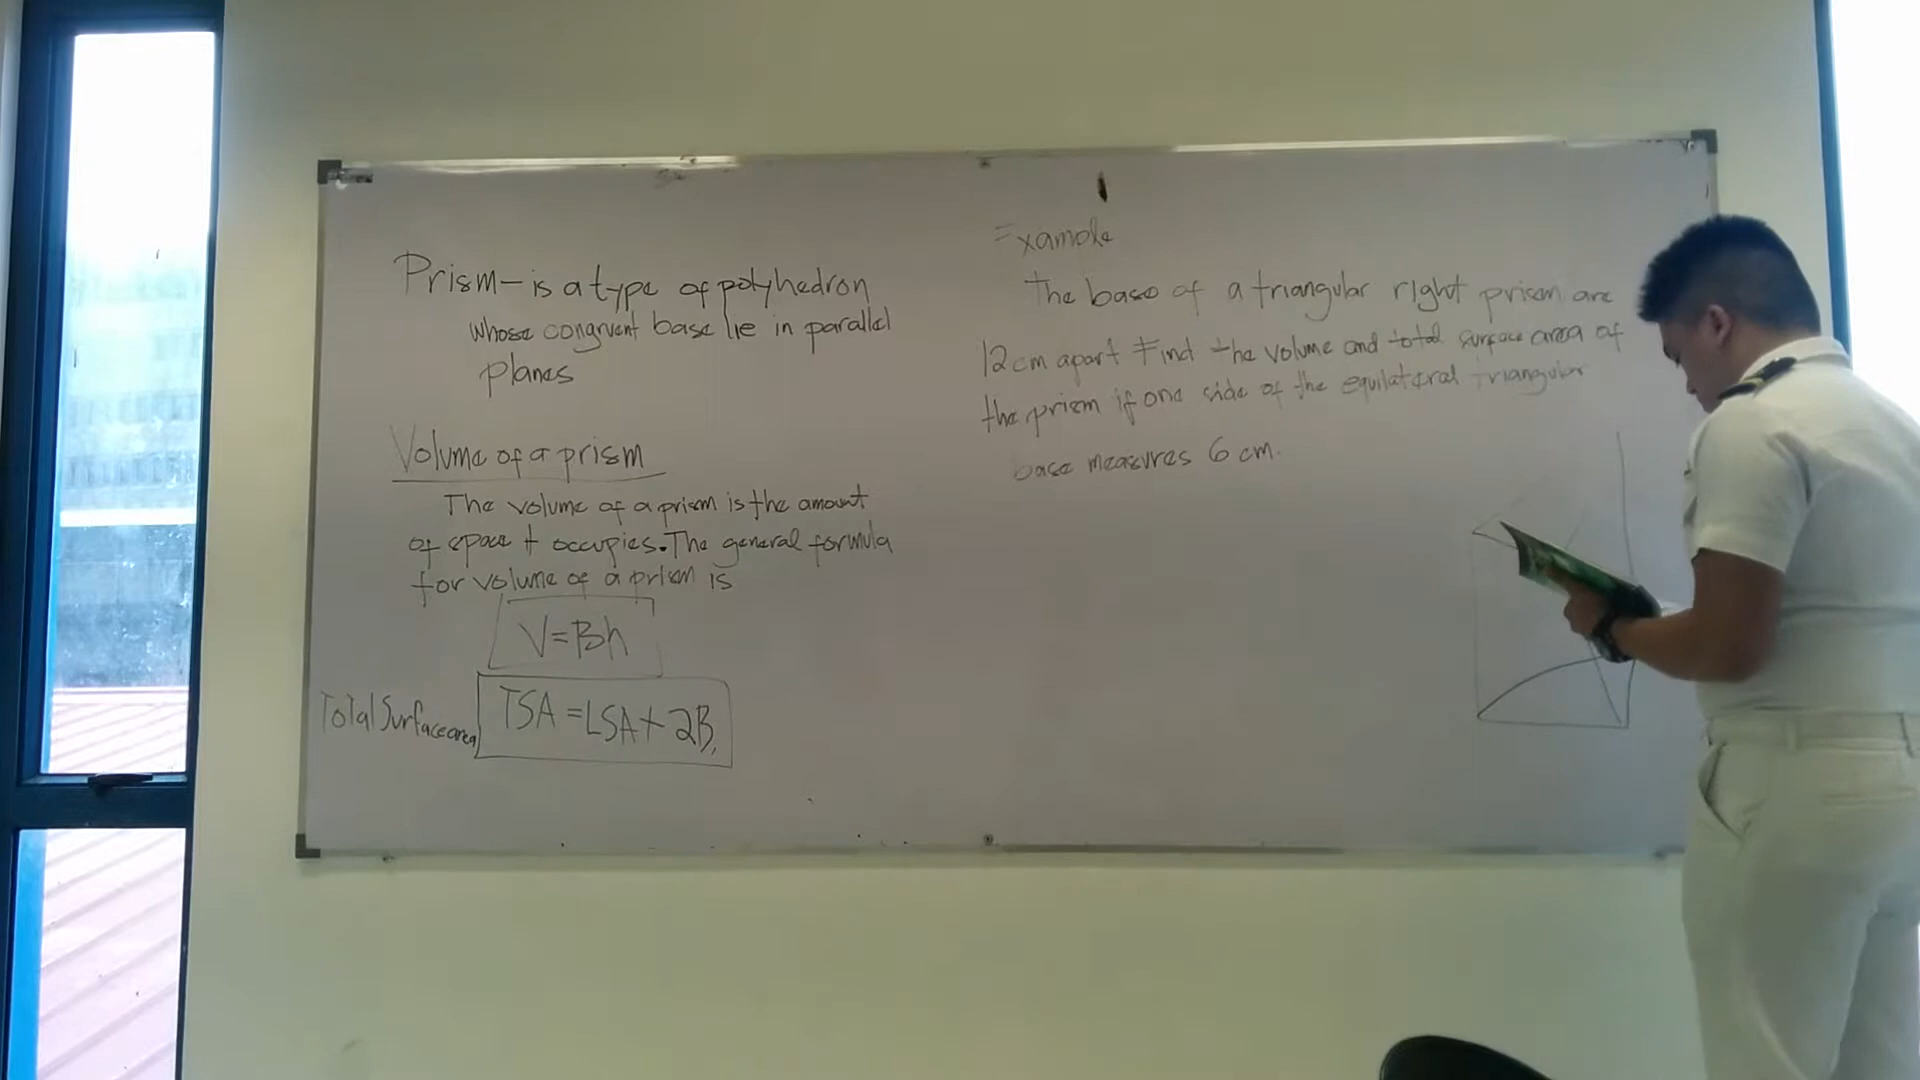 Prism - is a type of polyhedron
whose congruent base lie in parallel
planes
Volume of a prism
The volume of a prism is the amount
of space it occupies. The general formula
for volume of a prism is
V=Bh
Total Surface area
TSA = LSA + 2B
Example
The base of a triangular right prism are
12 cm apart Find the volume and total surface area of
the prism if one side of the equilateral triangular
base measures 6 cm.